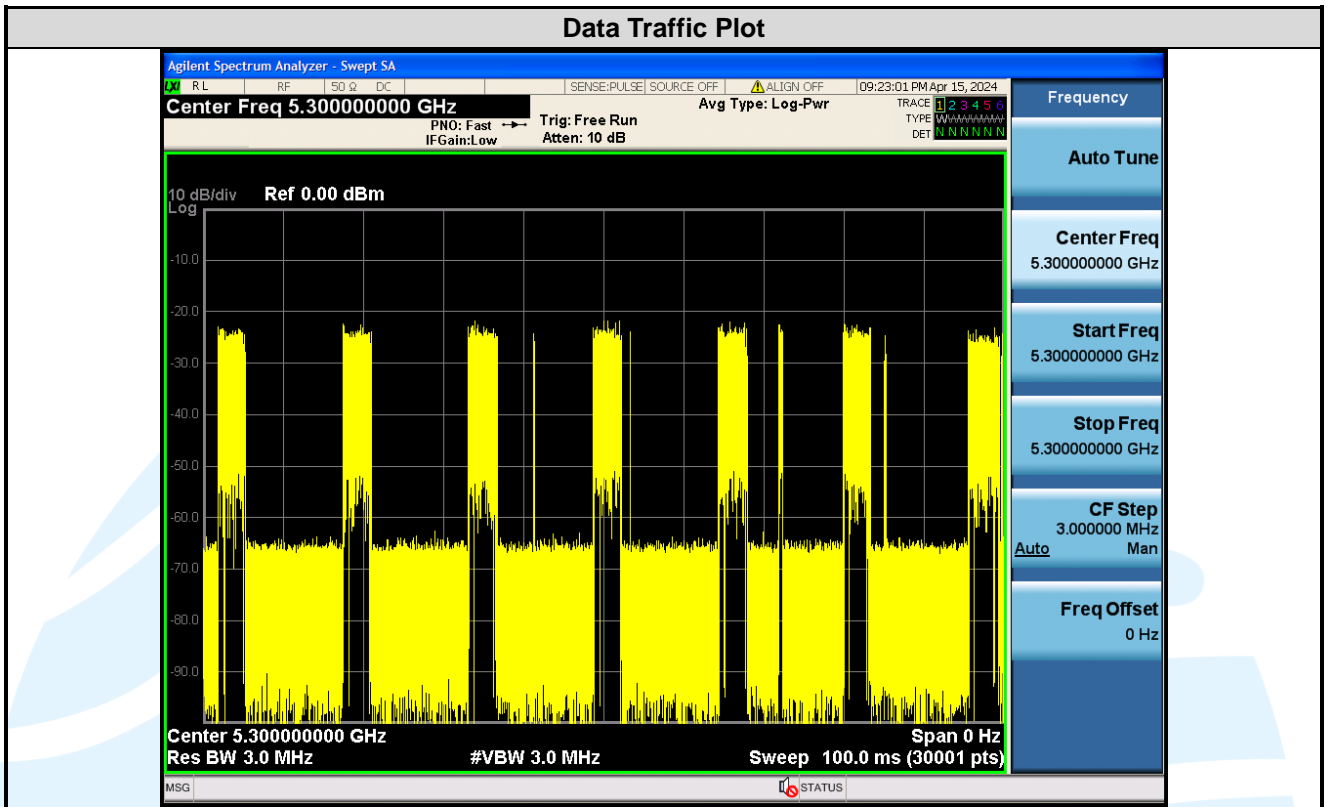 Data Traffic Plot
Agilent Spectrum Analyzer - Swept SA
LXI RL RF 50 Ω DC SENSE:PULSE SOURCE OFF ALIGN OFF 09:23:01 PM Apr 15, 2024
Center Freq 5.300000000 GHz
PNO: Fast
IFGain:Low
Trig: Free Run
Atten: 10 dB
Avg Type: Log-Pwr
TRACE 1 2 3 4 5 6
TYPE WWWWWW
DET N N N N N N
10 dB/div Ref 0.00 dBm
Log
-10.0
-20.0
-30.0
-40.0
-50.0
-60.0
-70.0
-80.0
-90.0
Center 5.300000000 GHz Span 0 Hz
Res BW 3.0 MHz #VBW 3.0 MHz Sweep 100.0 ms (30001 pts)
MSG STATUS
Frequency
Auto Tune
Center Freq
5.300000000 GHz
Start Freq
5.300000000 GHz
Stop Freq
5.300000000 GHz
CF Step
3.000000 MHz
Auto Man
Freq Offset
0 Hz